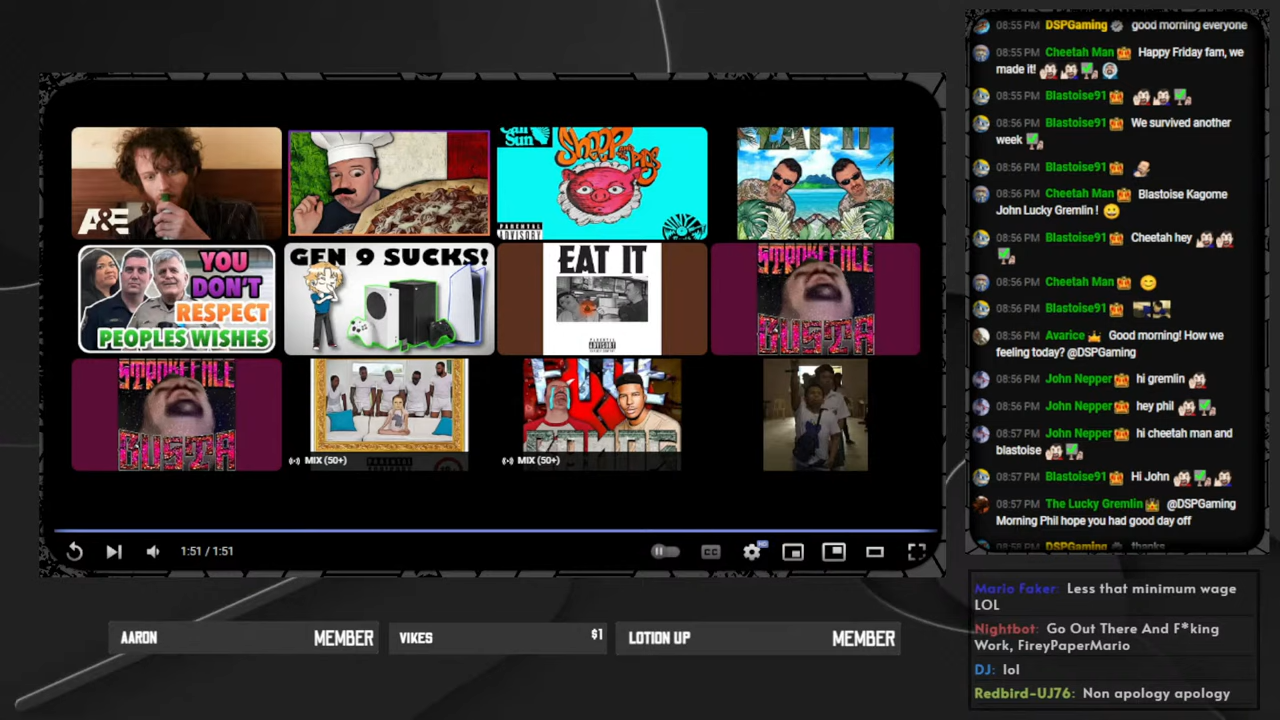 A&E
Sun
Sheep
PARENTAL
ADVISORY
EAT IT
YOU
DON'T
RESPECT
PEOPLES WISHES
GEN 9 SUCKS!
EAT IT
MIX (50+)
MIX (50+)
1:51 / 1:51
CC
HD
AARON
MEMBER
VIKES
$1
LOTION UP
MEMBER
08:55 PM DSPGaming good morning everyone
08:55 PM Cheetah Man Happy Friday fam, we
made it!
08:55 PM Blastoise91
08:56 PM Blastoise91 We survived another
week
08:56 PM Blastoise91
08:56 PM Cheetah Man Blastoise Kagome
John Lucky Gremlin !
08:56 PM Blastoise91 Cheetah hey
08:56 PM Cheetah Man
08:56 PM Blastoise91
08:56 PM Avarice Good morning! How we
feeling today? @DSPGaming
08:56 PM John Nepper hi gremlin
08:56 PM John Nepper hey phil
08:57 PM John Nepper hi cheetah man and
blastoise
08:57 PM Blastoise91 Hi John
08:57 PM The Lucky Gremlin @DSPGaming
Morning Phil hope you had good day off
DSPGaming thanks
Mario Faker: Less that minimum wage
LOL
Nightbot: Go Out There And F*king
Work, FireyPaperMario
DJ: lol
Redbird-UJ76: Non apology apology